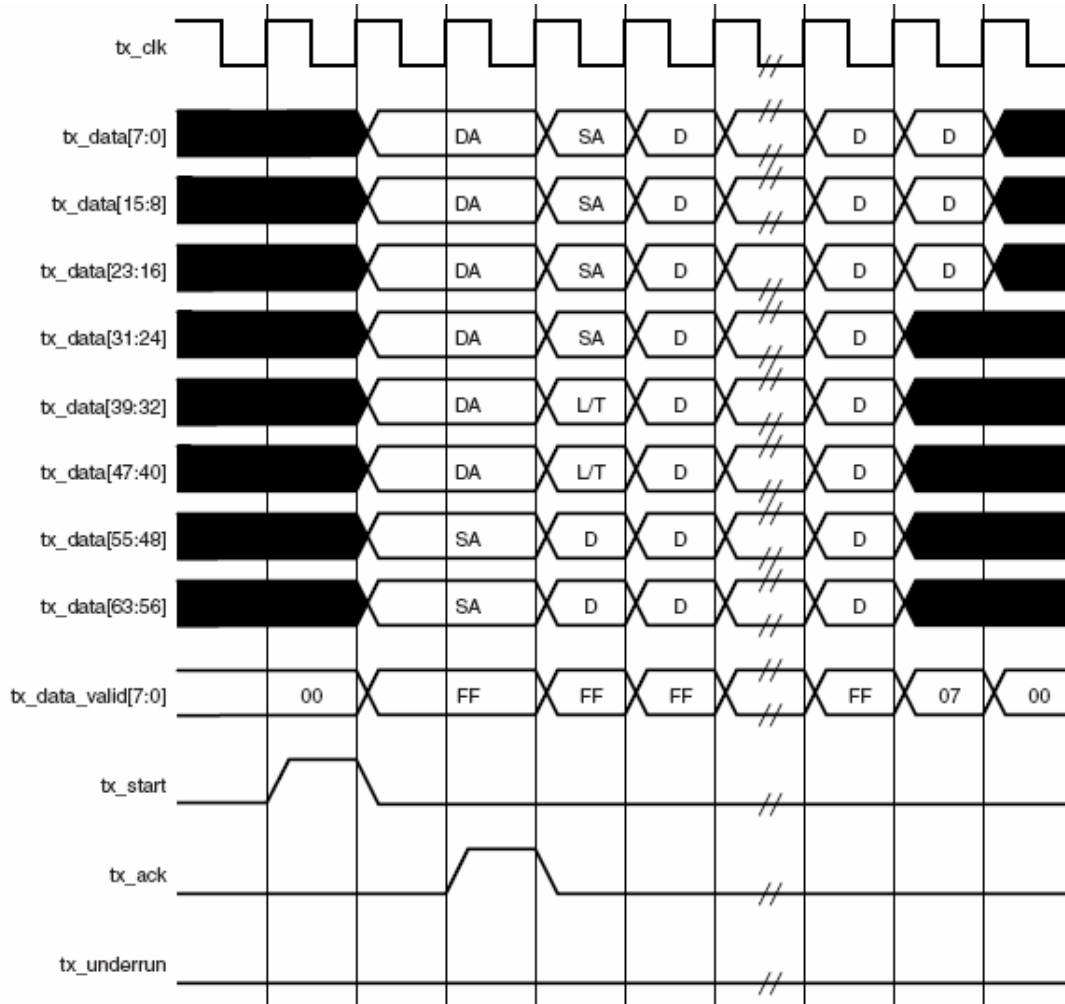 tx_clk
tx_data[7:0] DA SA D D D
tx_data[15:8] DA SA D D D
tx_data[23:16] DA SA D D D
tx_data[31:24] DA SA D D
tx_data[39:32] DA L/T D D
tx_data[47:40] DA L/T D D
tx_data[55:48] SA D D D
tx_data[63:56] SA D D D
tx_data_valid[7:0] 00 FF FF FF FF 07 00
tx_start
tx_ack
tx_underrun